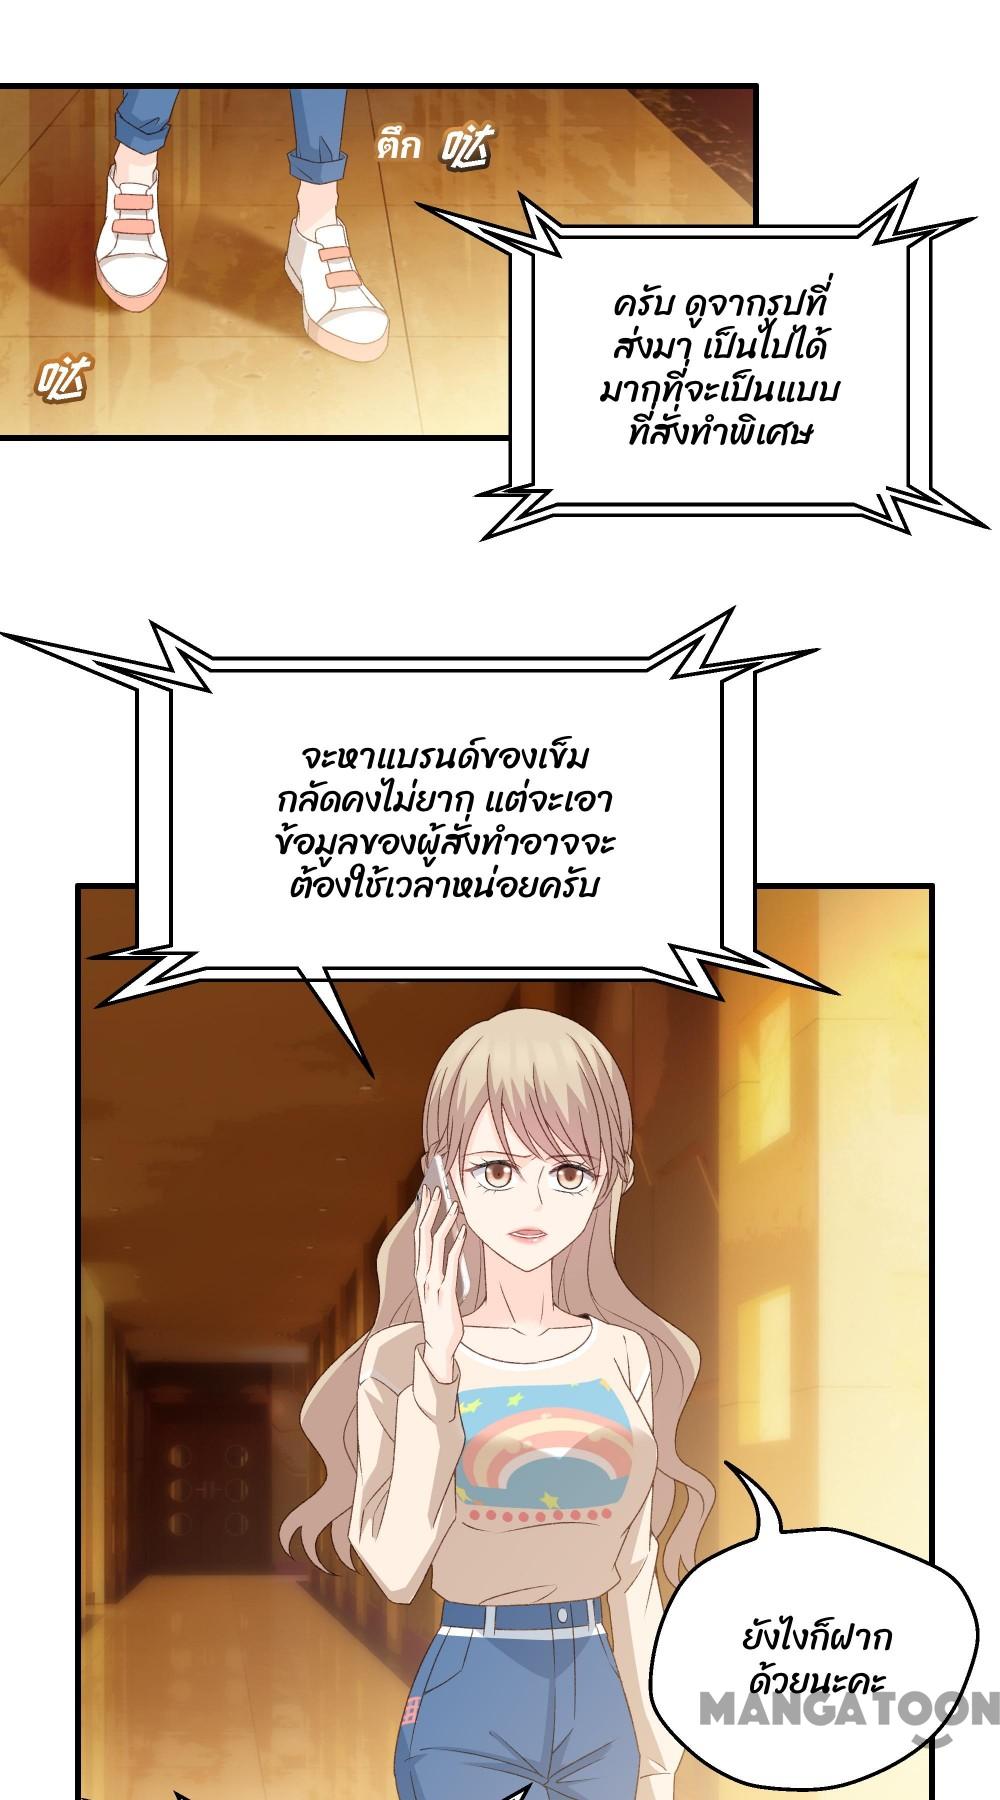 ตึก 哒
哒
ครับ ดูจากรูปที่
ส่งมา เป็นไปได้
มากที่จะเป็นแบบ
ที่สั่งทำพิเศษ
จะหาแบรนด์ของเข็ม
กลัดคงไม่ยาก แต่จะเอา
ข้อมูลของผู้สั่งทำอาจจะ
ต้องใช้เวลาหน่อยครับ
ยังไงก็ฝาก
ด้วยนะคะ
MANGATOON